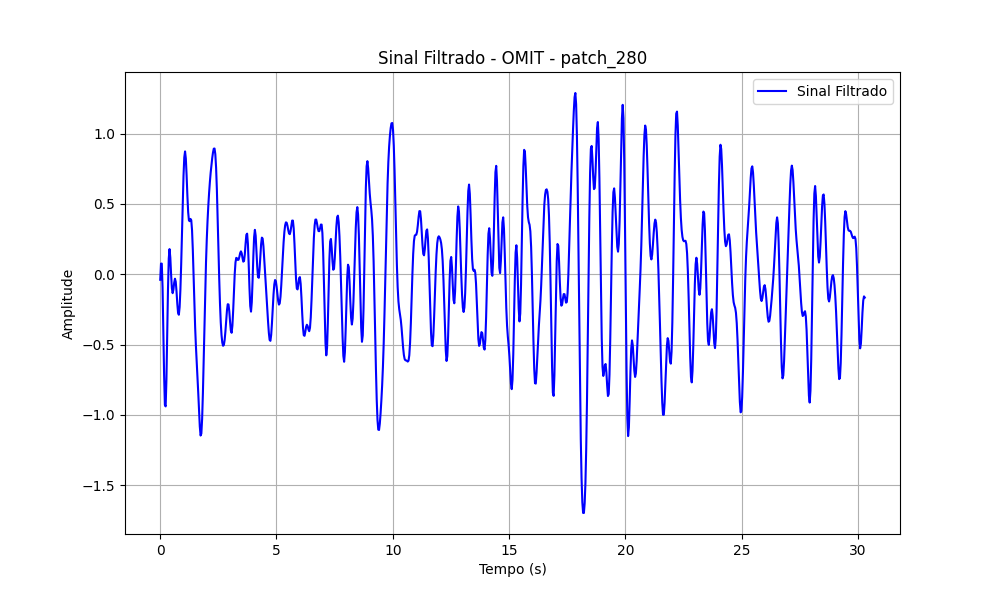 Sinal Filtrado - OMIT - patch_280
Sinal Filtrado
1.0
0.5
0.0
−0.5
−1.0
−1.5
Amplitude
0 5 10 15 20 25 30
Tempo (s)